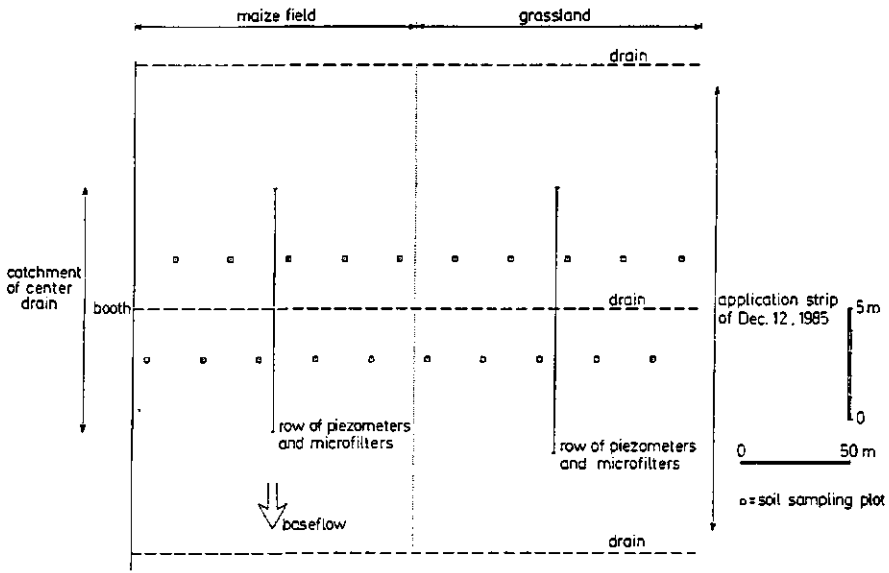 maize field
grassland
drain
catchment
of center
drain
booth
drain
application strip
of Dec. 12, 1985
5 m
0
row of piezometers
and microfilters
row of piezometers
and microfilters
0
50 m
= soil sampling plot
baseflow
drain